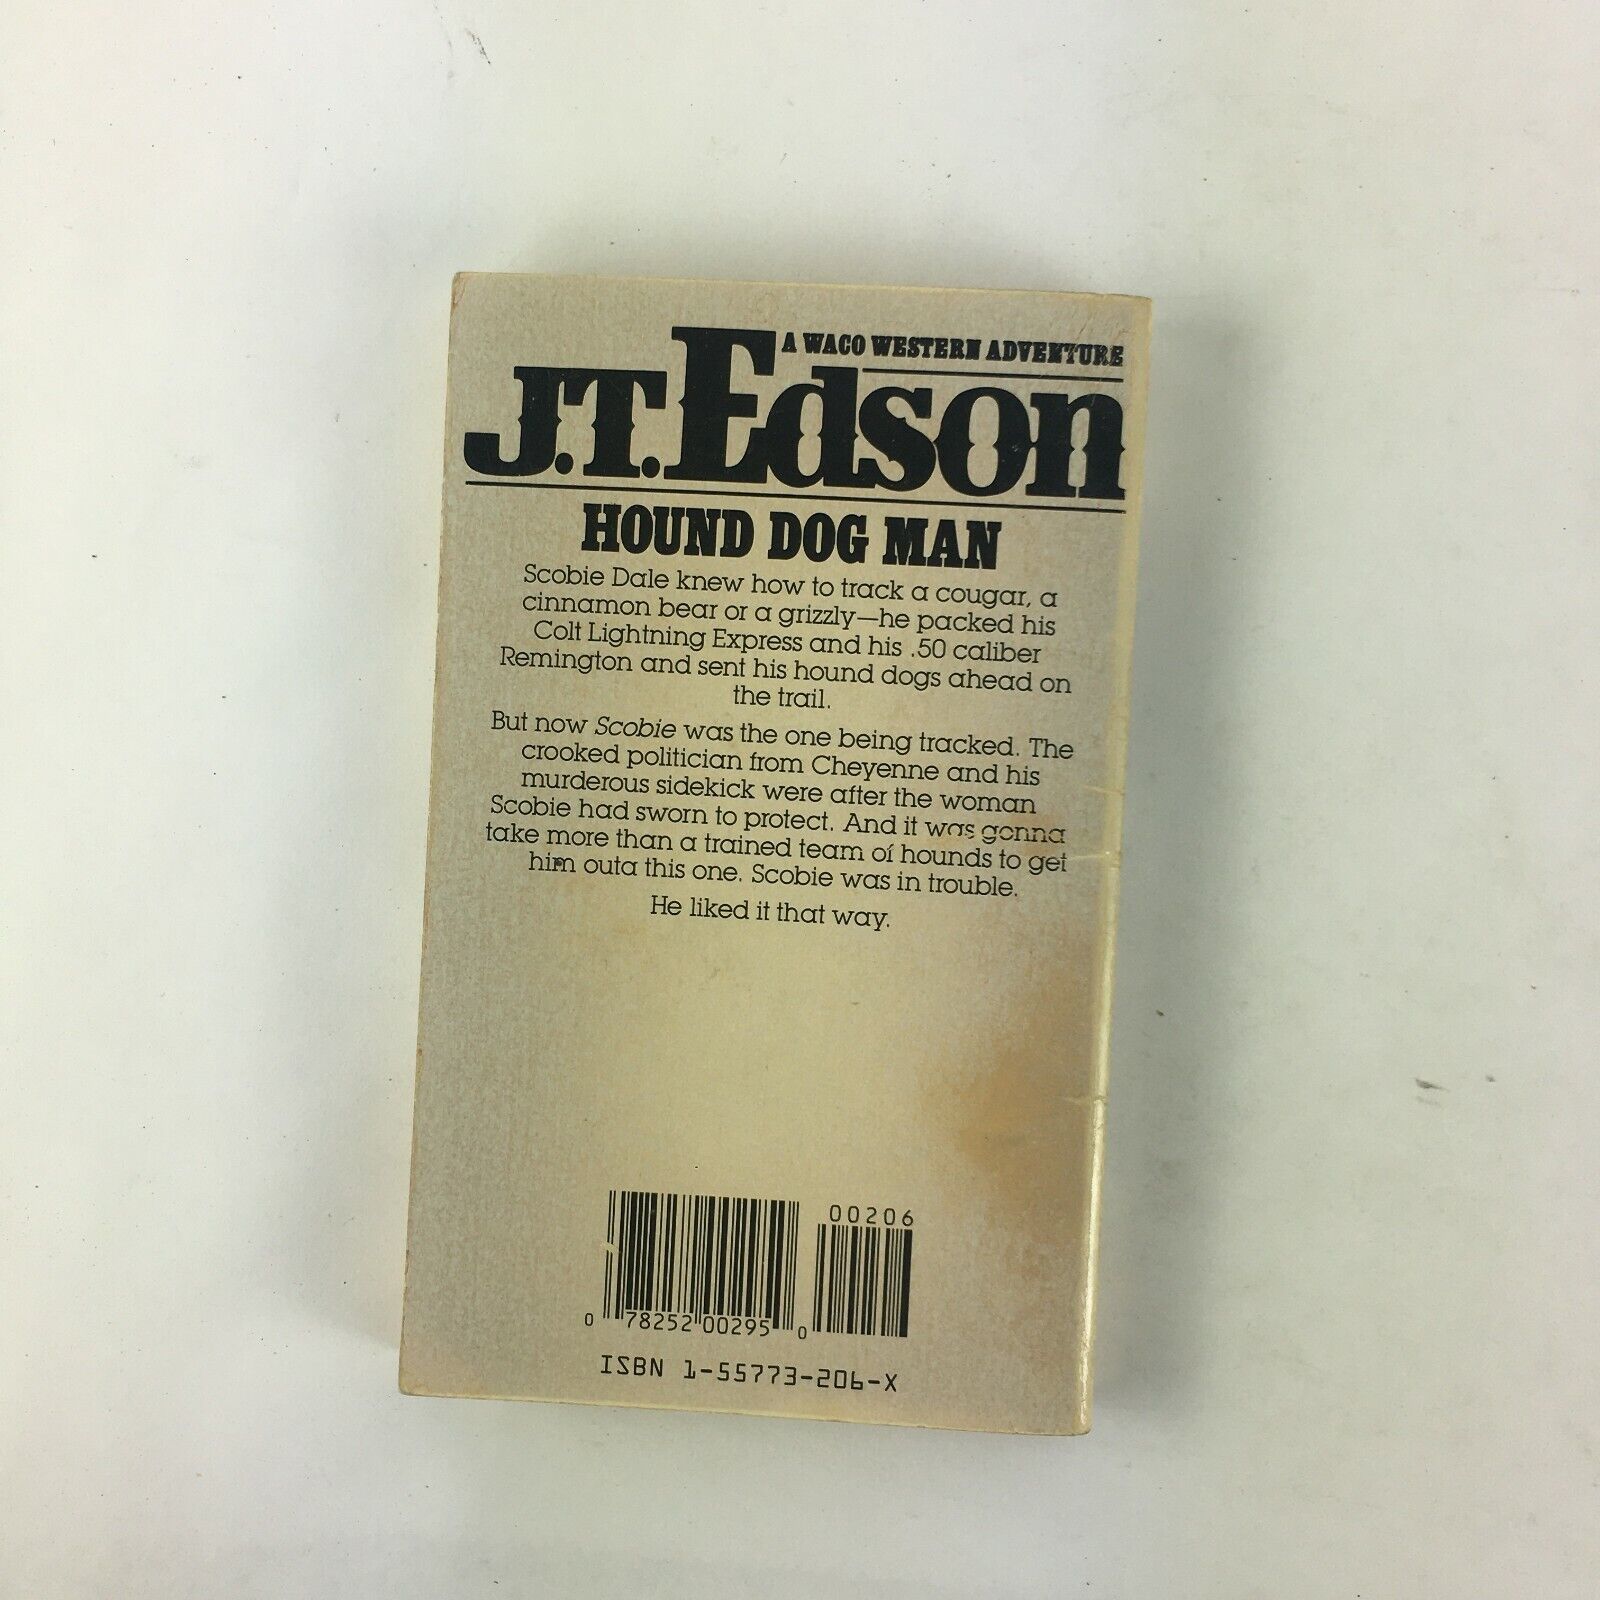 A WACO WESTERN ADVENTURE
J.T. Edson
HOUND DOG MAN
Scobie Dale knew how to track a cougar, a
cinnamon bear or a grizzly—he packed his
Colt Lightning Express and his .50 caliber
Remington and sent his hound dogs ahead on
the trail.
But now Scobie was the one being tracked. The
crooked politician from Cheyenne and his
murderous sidekick were after the woman
Scobie had sworn to protect. And it was gonna
take more than a trained team of hounds to get
him outa this one. Scobie was in trouble.
He liked it that way.
00206
0 78252 00295 0
ISBN 1-55773-206-X